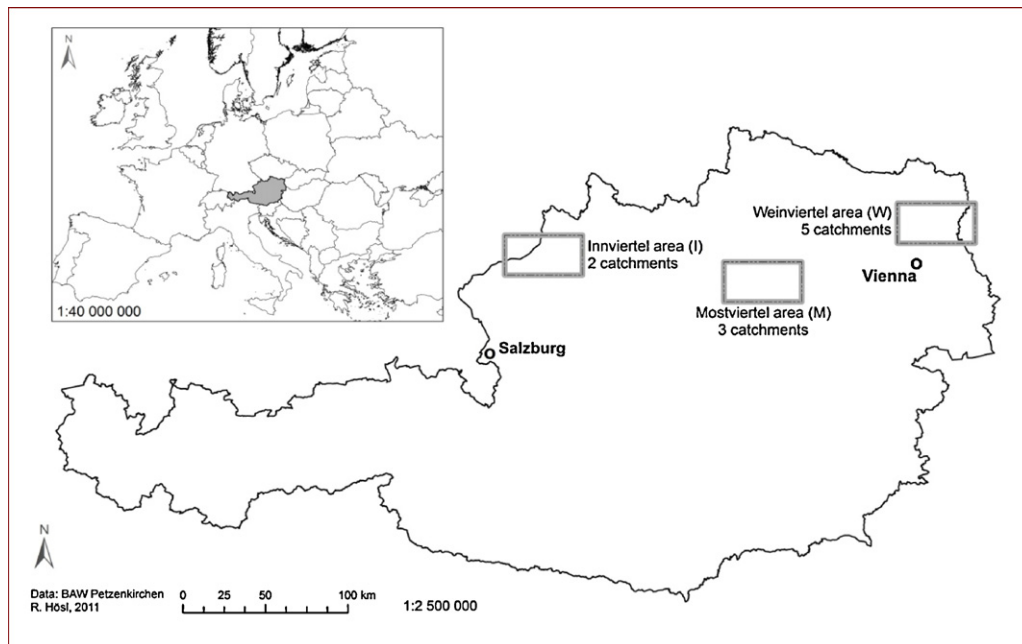 N
1:40 000 000
Innviertel area (I)
2 catchments
Weinviertel area (W)
5 catchments
Vienna
Mostviertel area (M)
3 catchments
Salzburg
N
Data: BAW Petzenkirchen
R. Hösl, 2011
0 25 50 100 km
1:2 500 000